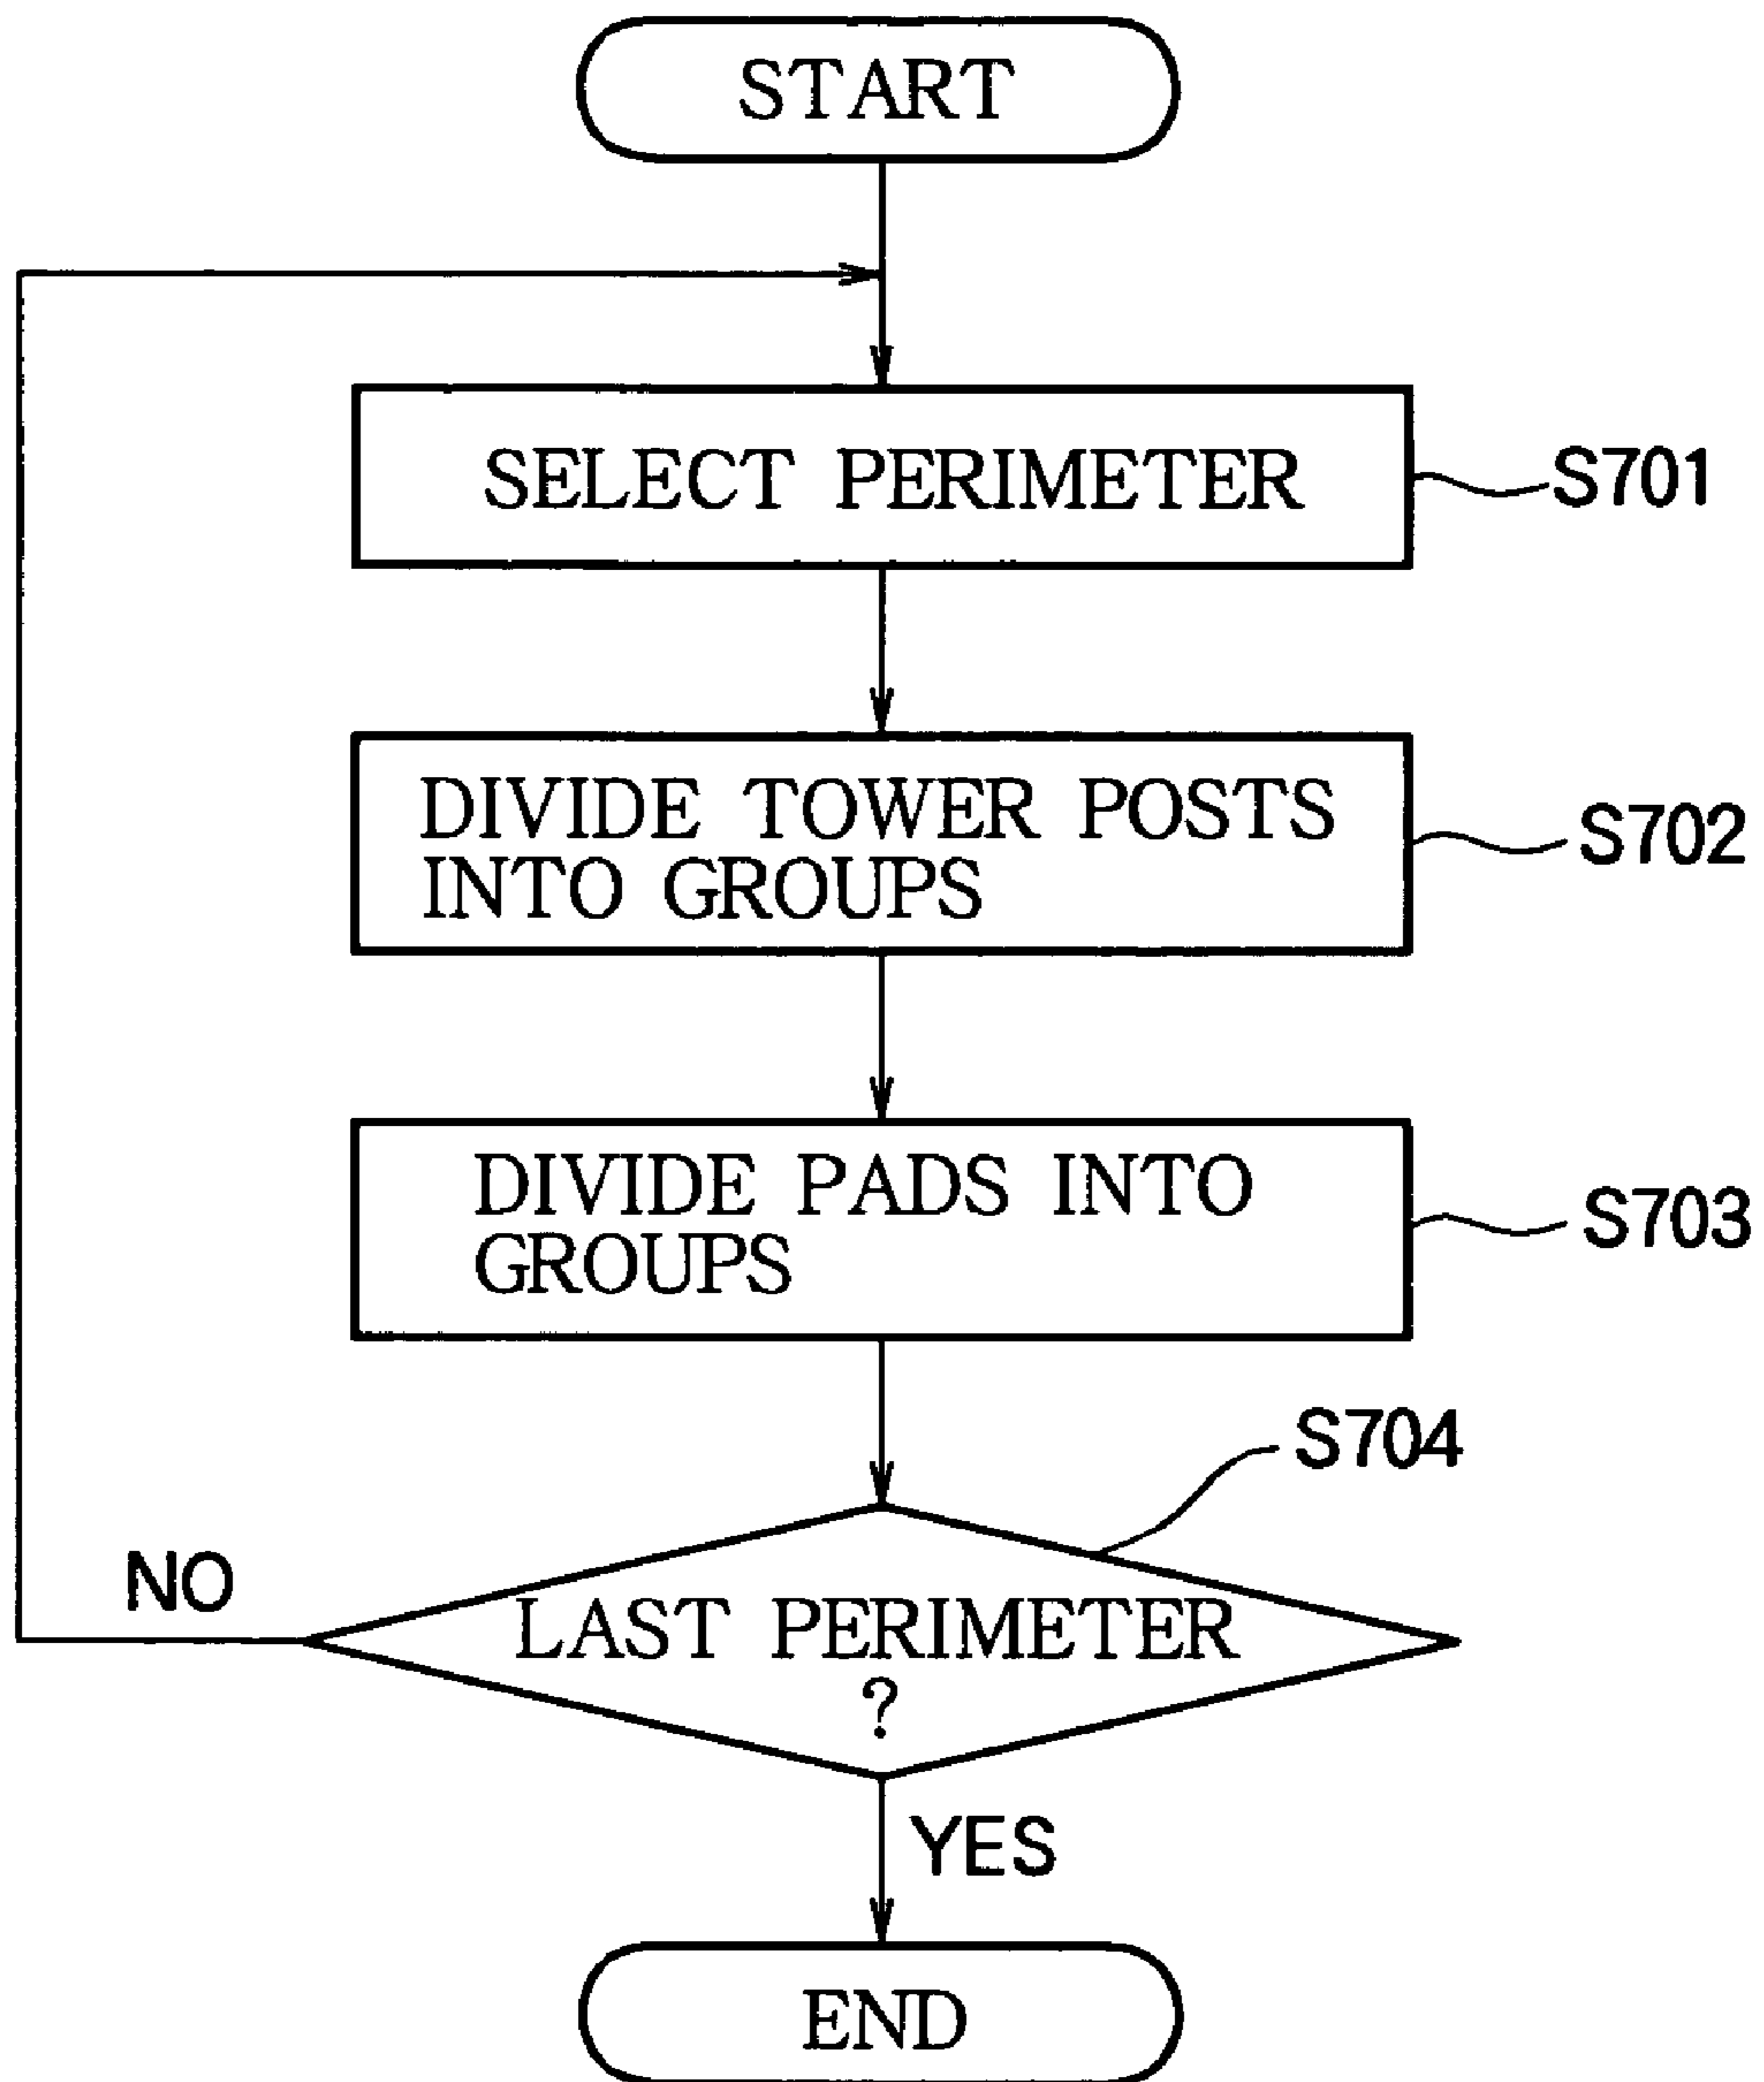 START
SELECT PERIMETER
S701
DIVIDE TOWER POSTS
INTO GROUPS
S702
DIVIDE PADS INTO
GROUPS
S703
S704
NO
LAST PERIMETER
?
YES
END